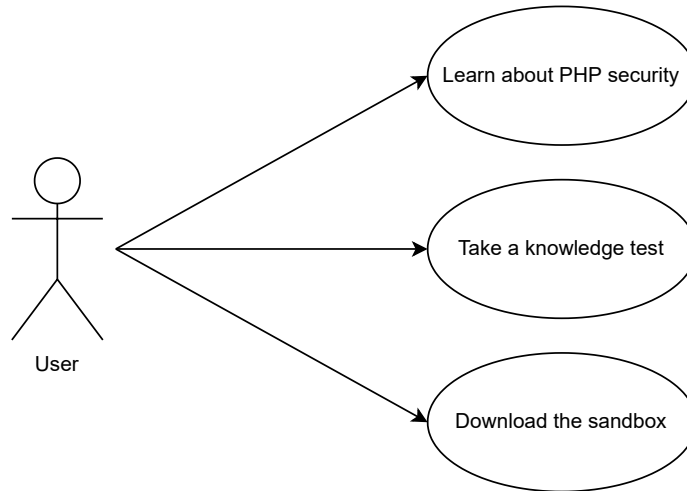 Learn about PHP security
Take a knowledge test
User
Download the sandbox